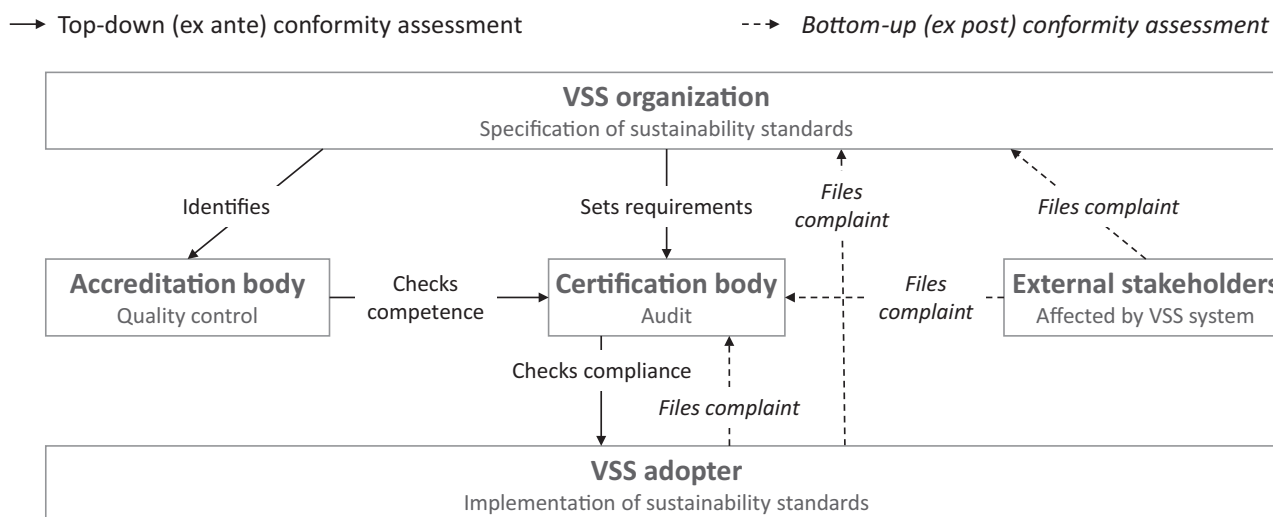 Top-down (ex ante) conformity assessment
Bottom-up (ex post) conformity assessment
VSS organization
Specification of sustainability standards
Identifies
Sets requirements
Files
complaint
Files complaint
Accreditation body
Quality control
Checks
competence
Certification body
Audit
Files
complaint
External stakeholders
Affected by VSS system
Checks compliance
Files complaint
VSS adopter
Implementation of sustainability standards